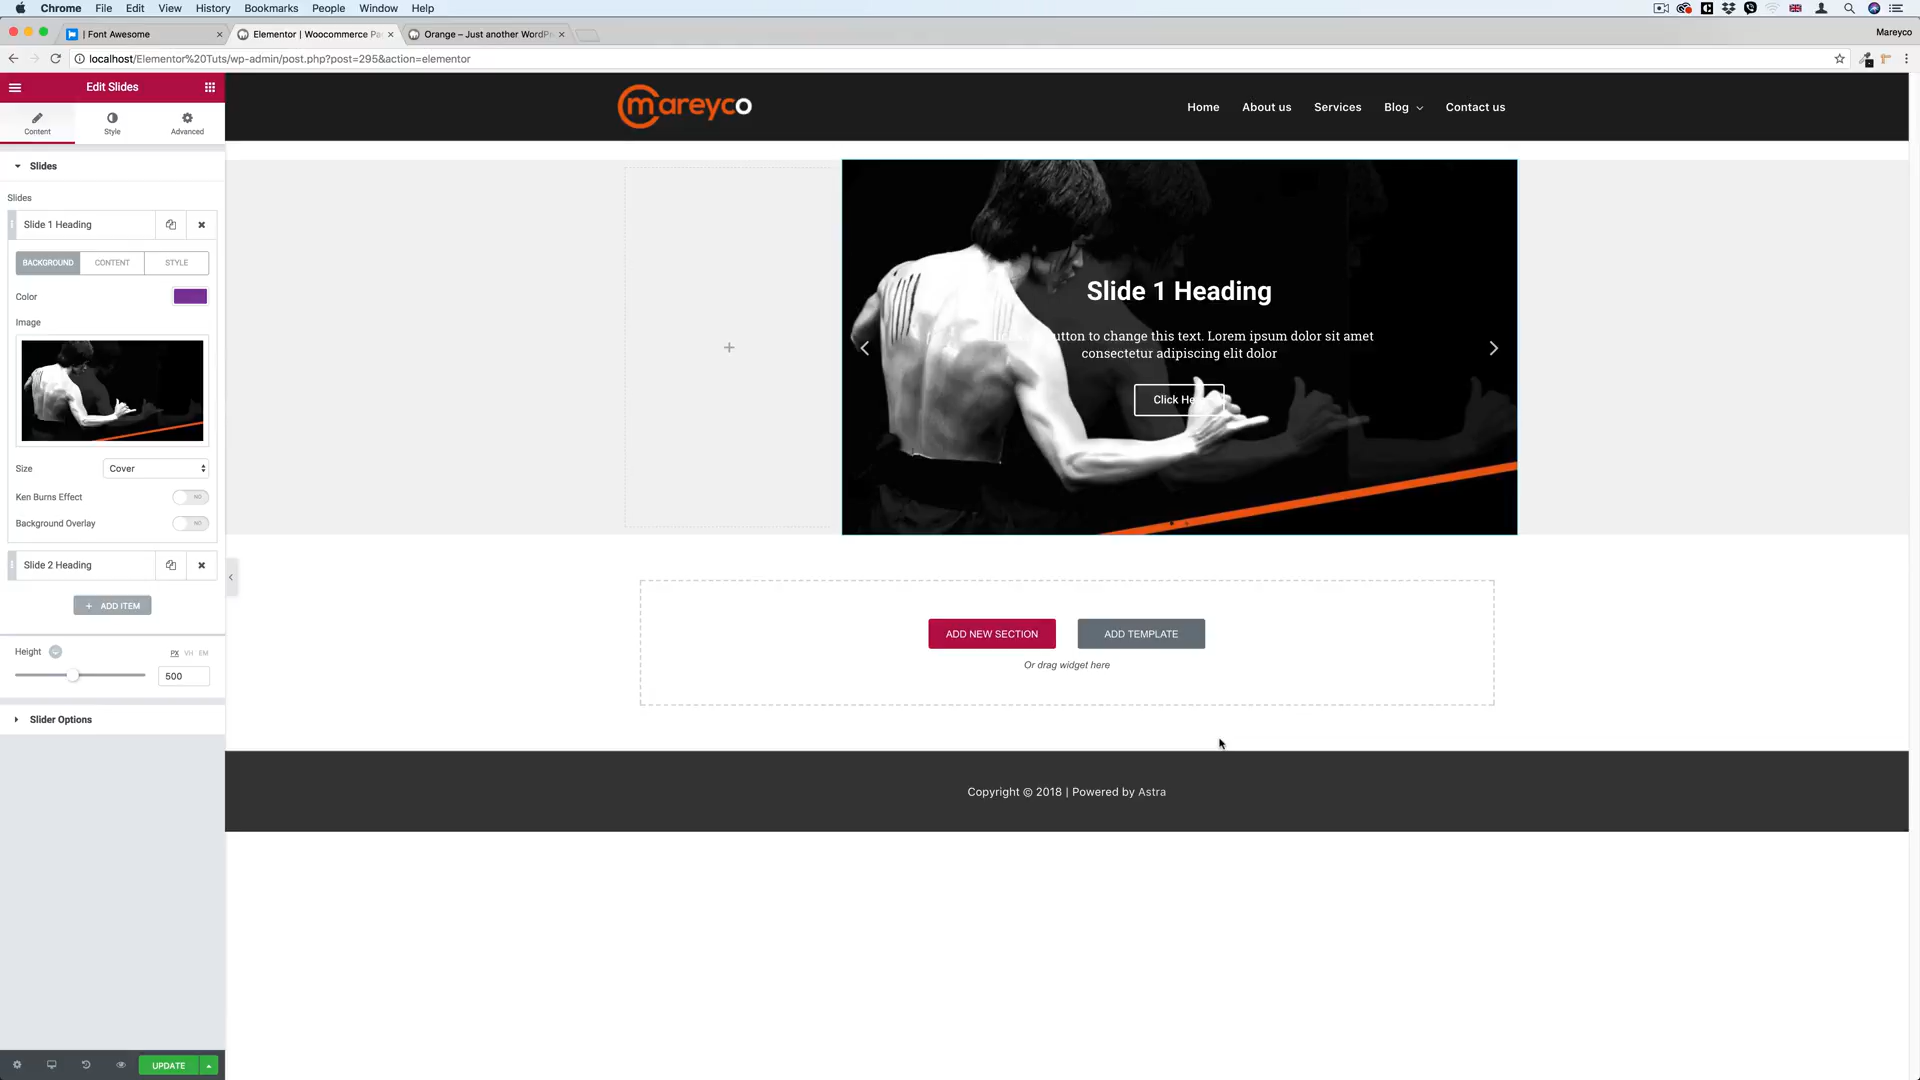 Chrome File Edit View History Bookmarks People Window Help
| Font Awesome
Elementor | Woocommerce Pa
Orange – Just another WordPr
Mareyco
localhost/Elementor%20Tuts/wp-admin/post.php?post=295&action=elementor
Edit Slides
Content
Style
Advanced
Slides
Slides
Slide 1 Heading
BACKGROUND
CONTENT
STYLE
Color
Image
Size
Cover
Ken Burns Effect
NO
Background Overlay
NO
Slide 2 Heading
+ ADD ITEM
Height
PX VH EM
500
Slider Options
UPDATE
mareyco
Home
About us
Services
Blog
Contact us
Slide 1 Heading
button to change this text. Lorem ipsum dolor sit amet
consectetur adipiscing elit dolor
Click He
ADD NEW SECTION
ADD TEMPLATE
Or drag widget here
Copyright © 2018 | Powered by Astra